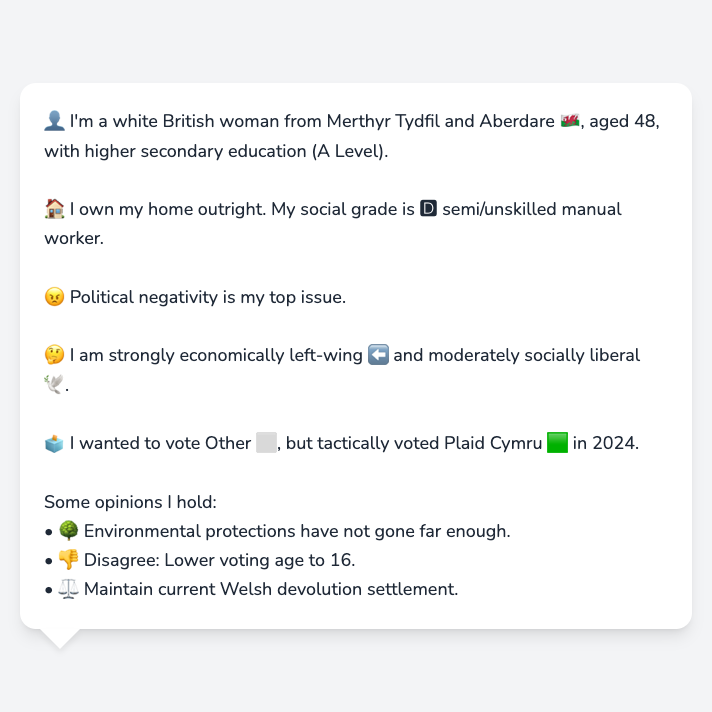 👤 I'm a white British woman from Merthyr Tydfil and Aberdare 🏴󠁧󠁢󠁷󠁬󠁳󠁿, aged 48,
with higher secondary education (A Level).
🏠 I own my home outright. My social grade is 🅳 semi/unskilled manual
worker.
😠 Political negativity is my top issue.
🤔 I am strongly economically left-wing ⬅️ and moderately socially liberal
🕊️.
🗳️ I wanted to vote Other ⬜, but tactically voted Plaid Cymru 🟩 in 2024.
Some opinions I hold:
• 🌳 Environmental protections have not gone far enough.
• 👎 Disagree: Lower voting age to 16.
• ⚖️ Maintain current Welsh devolution settlement.